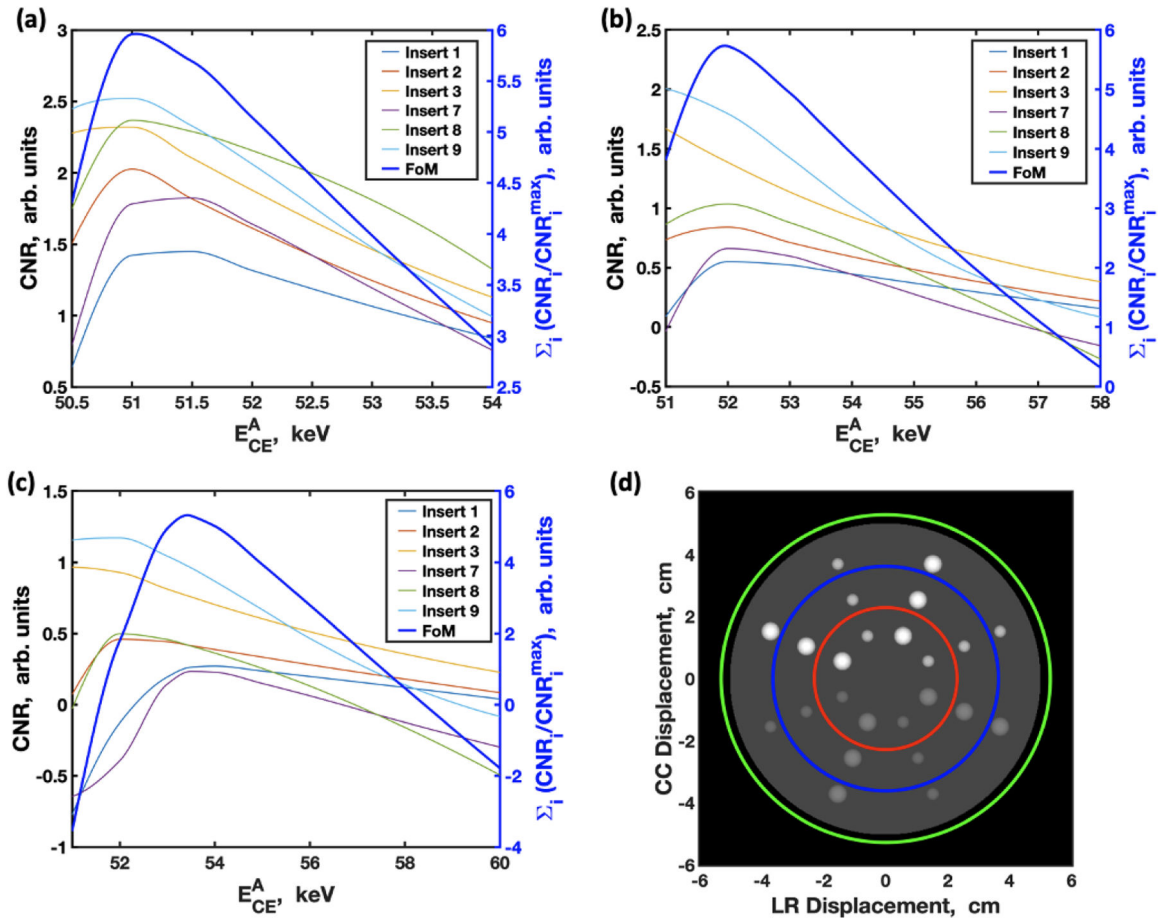 (a)
CNR, arb. units
3
2.5
2
1.5
1
0.5
50.5 51 51.5 52 52.5 53 53.5 54
E_CE^A, keV
Insert 1
Insert 2
Insert 3
Insert 7
Insert 8
Insert 9
FoM
6
5.5
5
4.5
4
3.5
3
2.5
Σ_i (CNR_i/CNR_i^max), arb. units
(b)
CNR, arb. units
2.5
2
1.5
1
0.5
0
-0.5
51 52 53 54 55 56 57 58
E_CE^A, keV
Insert 1
Insert 2
Insert 3
Insert 7
Insert 8
Insert 9
FoM
6
5
4
3
2
1
0
Σ_i (CNR_i/CNR_i^max), arb. units
(c)
CNR, arb. units
1.5
1
0.5
0
-0.5
-1
52 54 56 58 60
E_CE^A, keV
Insert 1
Insert 2
Insert 3
Insert 7
Insert 8
Insert 9
FoM
6
4
2
0
-2
-4
Σ_i (CNR_i/CNR_i^max), arb. units
(d)
CC Displacement, cm
6
4
2
0
-2
-4
-6
-6 -4 -2 0 2 4 6
LR Displacement, cm